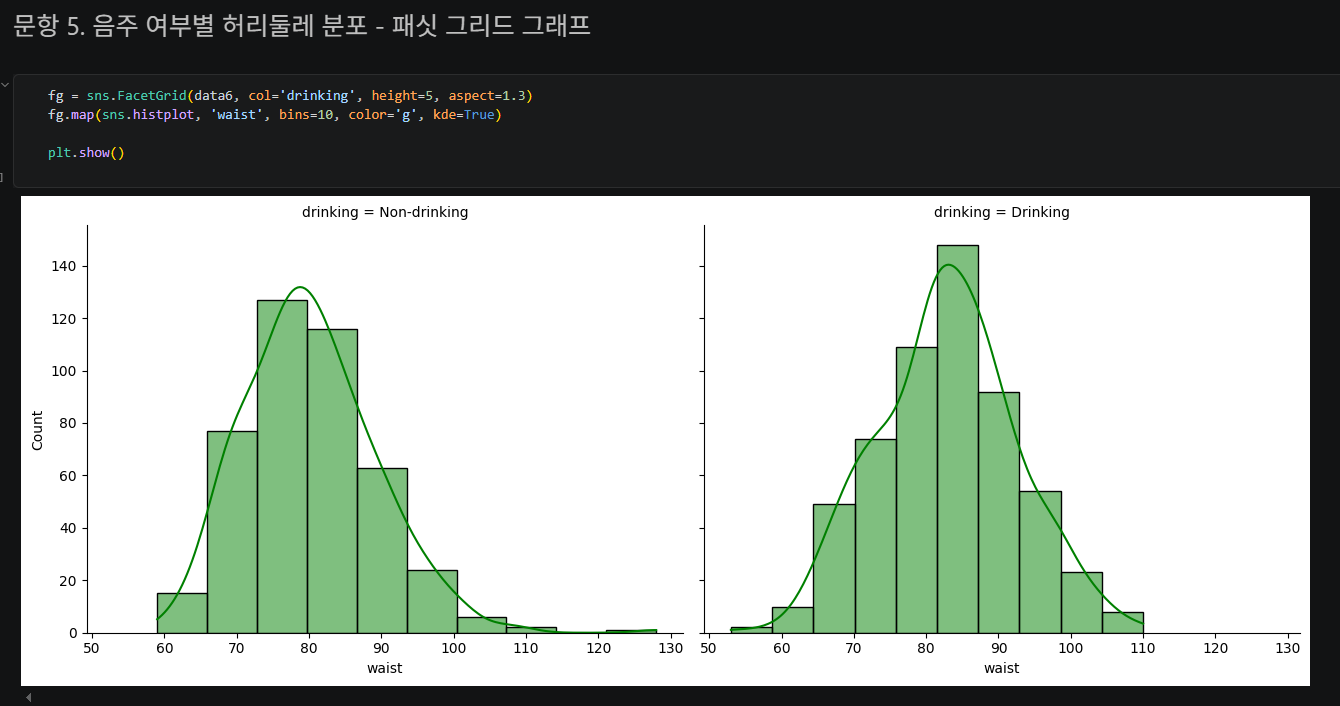 문항 5. 음주 여부별 허리둘레 분포 - 패싯 그리드 그래프
fg = sns.FacetGrid(data6, col='drinking', height=5, aspect=1.3)
fg.map(sns.histplot, 'waist', bins=10, color='g', kde=True)
plt.show()
]
drinking = Non-drinking
140
120
100
80
60
40
20
0
Count
50 60 70 80 90 100 110 120 130
waist
drinking = Drinking
50 60 70 80 90 100 110 120 130
waist